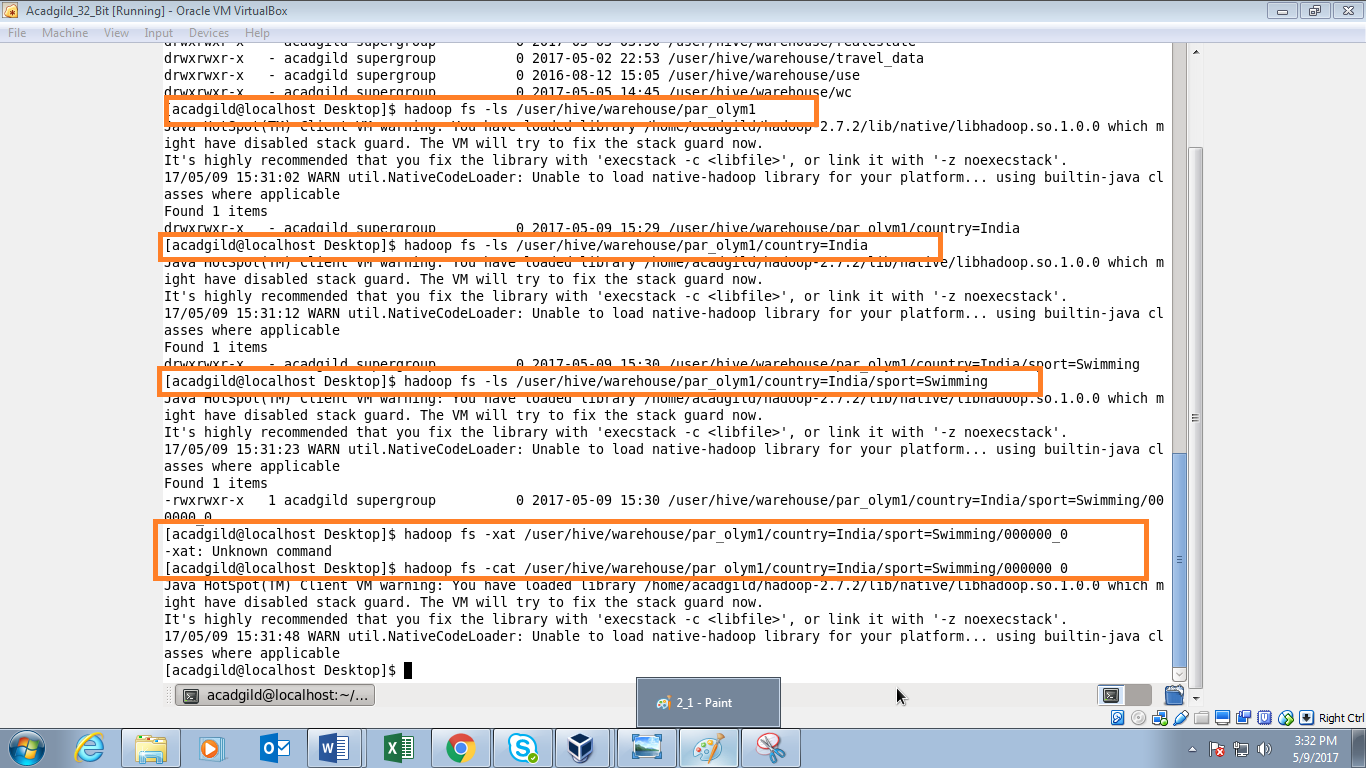 Acadgild_32_Bit [Running] - Oracle VM VirtualBox
File Machine View Input Devices Help
drwxrwxr-x - acadgild supergroup 0 2017-05-02 22:53 /user/hive/warehouse/travel_data
drwxrwxr-x - acadgild supergroup 0 2016-08-12 15:05 /user/hive/warehouse/use
drwxrwxr-x - acadgild supergroup 0 2017-05-05 14:45 /user/hive/warehouse/wc
[acadgild@localhost Desktop]$ hadoop fs -ls /user/hive/warehouse/par_olym1
Java HotSpot(TM) Client VM warning: You have loaded library /home/acadgild/hadoop-2.7.2/lib/native/libhadoop.so.1.0.0 which m
ight have disabled stack guard. The VM will try to fix the stack guard now.
It's highly recommended that you fix the library with 'execstack -c <libfile>', or link it with '-z noexecstack'.
17/05/09 15:31:02 WARN util.NativeCodeLoader: Unable to load native-hadoop library for your platform... using builtin-java cl
asses where applicable
Found 1 items
drwxrwxr-x - acadgild supergroup 0 2017-05-09 15:29 /user/hive/warehouse/par_olym1/country=India
[acadgild@localhost Desktop]$ hadoop fs -ls /user/hive/warehouse/par_olym1/country=India
Java HotSpot(TM) Client VM warning: You have loaded library /home/acadgild/hadoop-2.7.2/lib/native/libhadoop.so.1.0.0 which m
ight have disabled stack guard. The VM will try to fix the stack guard now.
It's highly recommended that you fix the library with 'execstack -c <libfile>', or link it with '-z noexecstack'.
17/05/09 15:31:12 WARN util.NativeCodeLoader: Unable to load native-hadoop library for your platform... using builtin-java cl
asses where applicable
Found 1 items
drwxrwxr-x - acadgild supergroup 0 2017-05-09 15:30 /user/hive/warehouse/par_olym1/country=India/sport=Swimming
[acadgild@localhost Desktop]$ hadoop fs -ls /user/hive/warehouse/par_olym1/country=India/sport=Swimming
Java HotSpot(TM) Client VM warning: You have loaded library /home/acadgild/hadoop-2.7.2/lib/native/libhadoop.so.1.0.0 which m
ight have disabled stack guard. The VM will try to fix the stack guard now.
It's highly recommended that you fix the library with 'execstack -c <libfile>', or link it with '-z noexecstack'.
17/05/09 15:31:23 WARN util.NativeCodeLoader: Unable to load native-hadoop library for your platform... using builtin-java cl
asses where applicable
Found 1 items
-rwxrwxr-x 1 acadgild supergroup 0 2017-05-09 15:30 /user/hive/warehouse/par_olym1/country=India/sport=Swimming/00
0000_0
[acadgild@localhost Desktop]$ hadoop fs -xat /user/hive/warehouse/par_olym1/country=India/sport=Swimming/000000_0
-xat: Unknown command
[acadgild@localhost Desktop]$ hadoop fs -cat /user/hive/warehouse/par_olym1/country=India/sport=Swimming/000000_0
Java HotSpot(TM) Client VM warning: You have loaded library /home/acadgild/hadoop-2.7.2/lib/native/libhadoop.so.1.0.0 which m
ight have disabled stack guard. The VM will try to fix the stack guard now.
It's highly recommended that you fix the library with 'execstack -c <libfile>', or link it with '-z noexecstack'.
17/05/09 15:31:48 WARN util.NativeCodeLoader: Unable to load native-hadoop library for your platform... using builtin-java cl
asses where applicable
[acadgild@localhost Desktop]$
acadgild@localhost:~/...
2_1 - Paint
Right Ctrl
3:32 PM
5/9/2017